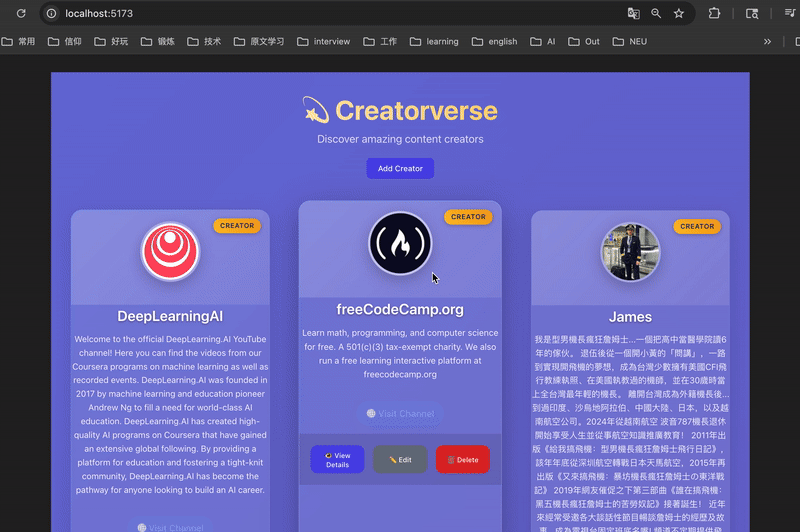 localhost:5173
常用
信仰
好玩
锻炼
技术
原文学习
interview
工作
learning
english
AI
Out
NEU
Creatorverse
Discover amazing content creators
Add Creator
CREATOR
DeepLearningAI
Welcome to the official DeepLearning.AI YouTube
channel! Here you can find the videos from our
Coursera programs on machine learning as well as
recorded events. DeepLearning.AI was founded in
2017 by machine learning and education pioneer
Andrew Ng to fill a need for world-class AI
education. DeepLearning.AI has created high-
quality AI programs on Coursera that have gained
an extensive global following. By providing a
platform for education and fostering a tight-knit
community, DeepLearning.AI has become the
pathway for anyone looking to build an AI career.
Visit Channel
CREATOR
freeCodeCamp.org
Learn math, programming, and computer science
for free. A 501(c)(3) tax-exempt charity. We also
run a free learning interactive platform at
freecodecamp.org
Visit Channel
View
Details
Edit
Delete
CREATOR
James
我是型男機長瘋狂詹姆士...一個把高中當醫學院讀6
年的傢伙。 退伍後從一個開小黃的「問講」，一路
到實現開飛機的夢想，成為台灣少數擁有美國CFI飛
行教練執照、在美國執教過的機師，並在30歲時當
上全台灣最年輕的機長。 離開台灣成為外籍機長後...
到過印度、沙烏地阿拉伯、中國大陸、日本，以及越
南航空公司。2024年從越南航空 波音787機長退休
開始享受人生並從事航空知識推廣教育！ 2011年出
版《給我搞飛機：暴走機長瘋狂詹姆士飛行日記》，
該年年底從深圳航空轉戰日本天馬航空，2015年再
出版《又來搞飛機：暴坊機長瘋狂詹姆士の東洋戰
記》 2019年網友催促之下第三部曲《誰在搞飛機：
黑五機長瘋狂詹姆士的苦勞奴記》接著誕生！ 近年
來經常受邀各大談話性節目暢談詹姆士的經歷及故